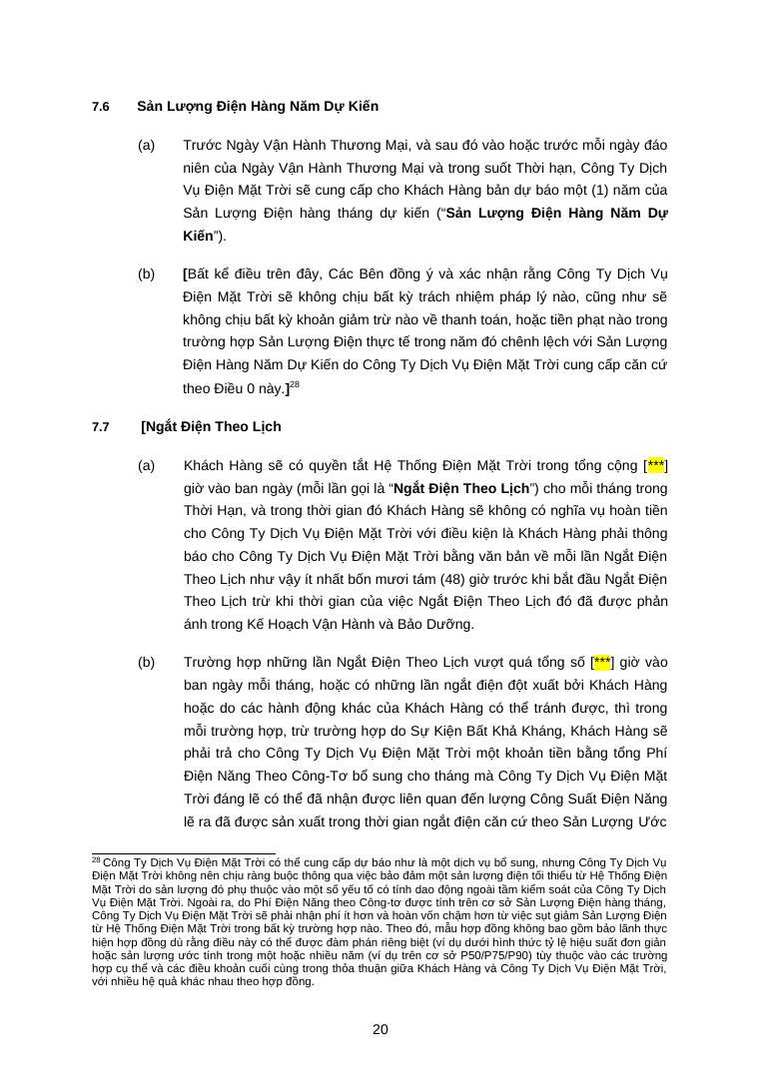 7.6 Sản Lượng Điện Hàng Năm Dự Kiến
(a) Trước Ngày Vận Hành Thương Mại, và sau đó vào hoặc trước mỗi ngày đáo
niên của Ngày Vận Hành Thương Mại và trong suốt Thời hạn, Công Ty Dịch
Vụ Điện Mặt Trời sẽ cung cấp cho Khách Hàng bản dự báo một (1) năm của
Sản Lượng Điện hàng tháng dự kiến (“Sản Lượng Điện Hàng Năm Dự
Kiến”).
(b) [Bất kể điều trên đây, Các Bên đồng ý và xác nhận rằng Công Ty Dịch Vụ
Điện Mặt Trời sẽ không chịu bất kỳ trách nhiệm pháp lý nào, cũng như sẽ
không chịu bất kỳ khoản giảm trừ nào về thanh toán, hoặc tiền phạt nào trong
trường hợp Sản Lượng Điện thực tế trong năm đó chênh lệch với Sản Lượng
Điện Hàng Năm Dự Kiến do Công Ty Dịch Vụ Điện Mặt Trời cung cấp căn cứ
theo Điều 0 này.]28
7.7 [Ngắt Điện Theo Lịch
(a) Khách Hàng sẽ có quyền tắt Hệ Thống Điện Mặt Trời trong tổng cộng [***]
giờ vào ban ngày (mỗi lần gọi là “Ngắt Điện Theo Lịch”) cho mỗi tháng trong
Thời Hạn, và trong thời gian đó Khách Hàng sẽ không có nghĩa vụ hoàn tiền
cho Công Ty Dịch Vụ Điện Mặt Trời với điều kiện là Khách Hàng phải thông
báo cho Công Ty Dịch Vụ Điện Mặt Trời bằng văn bản về mỗi lần Ngắt Điện
Theo Lịch như vậy ít nhất bốn mươi tám (48) giờ trước khi bắt đầu Ngắt Điện
Theo Lịch trừ khi thời gian của việc Ngắt Điện Theo Lịch đó đã được phản
ánh trong Kế Hoạch Vận Hành và Bảo Dưỡng.
(b) Trường hợp những lần Ngắt Điện Theo Lịch vượt quá tổng số [***] giờ vào
ban ngày mỗi tháng, hoặc có những lần ngắt điện đột xuất bởi Khách Hàng
hoặc do các hành động khác của Khách Hàng có thể tránh được, thì trong
mỗi trường hợp, trừ trường hợp do Sự Kiện Bất Khả Kháng, Khách Hàng sẽ
phải trả cho Công Ty Dịch Vụ Điện Mặt Trời một khoản tiền bằng tổng Phí
Điện Năng Theo Công-Tơ bổ sung cho tháng mà Công Ty Dịch Vụ Điện Mặt
Trời đáng lẽ có thể đã nhận được liên quan đến lượng Công Suất Điện Năng
lẽ ra đã được sản xuất trong thời gian ngắt điện căn cứ theo Sản Lượng Ước
28 Công Ty Dịch Vụ Điện Mặt Trời có thể cung cấp dự báo như là một dịch vụ bổ sung, nhưng Công Ty Dịch Vụ
Điện Mặt Trời không nên chịu ràng buộc thông qua việc bảo đảm một sản lượng điện tối thiểu từ Hệ Thống Điện
Mặt Trời do sản lượng đó phụ thuộc vào một số yếu tố có tính dao động ngoài tầm kiểm soát của Công Ty Dịch
Vụ Điện Mặt Trời. Ngoài ra, do Phí Điện Năng theo Công-tơ được tính trên cơ sở Sản Lượng Điện hàng tháng,
Công Ty Dịch Vụ Điện Mặt Trời sẽ phải nhận phí ít hơn và hoàn vốn chậm hơn từ việc sụt giảm Sản Lượng Điện
từ Hệ Thống Điện Mặt Trời trong bất kỳ trường hợp nào. Theo đó, mẫu hợp đồng không bao gồm bảo lãnh thực
hiện hợp đồng dù rằng điều này có thể được đàm phán riêng biệt (ví dụ dưới hình thức tỷ lệ hiệu suất đơn giản
hoặc sản lượng ước tính trong một hoặc nhiều năm (ví dụ trên cơ sở P50/P75/P90) tùy thuộc vào các trường
hợp cụ thể và các điều khoản cuối cùng trong thỏa thuận giữa Khách Hàng và Công Ty Dịch Vụ Điện Mặt Trời,
với nhiều hệ quả khác nhau theo hợp đồng.
20